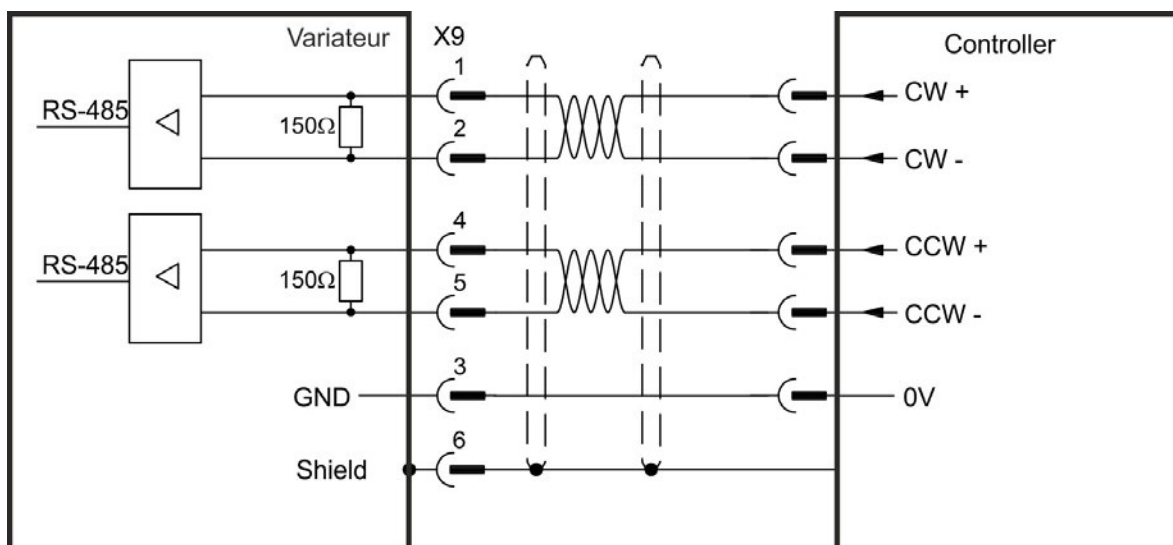 Variateur
X9
Controller
1
RS-485
150Ω
CW +
2
CW -
4
RS-485
150Ω
CCW +
5
CCW -
3
GND
0V
6
Shield